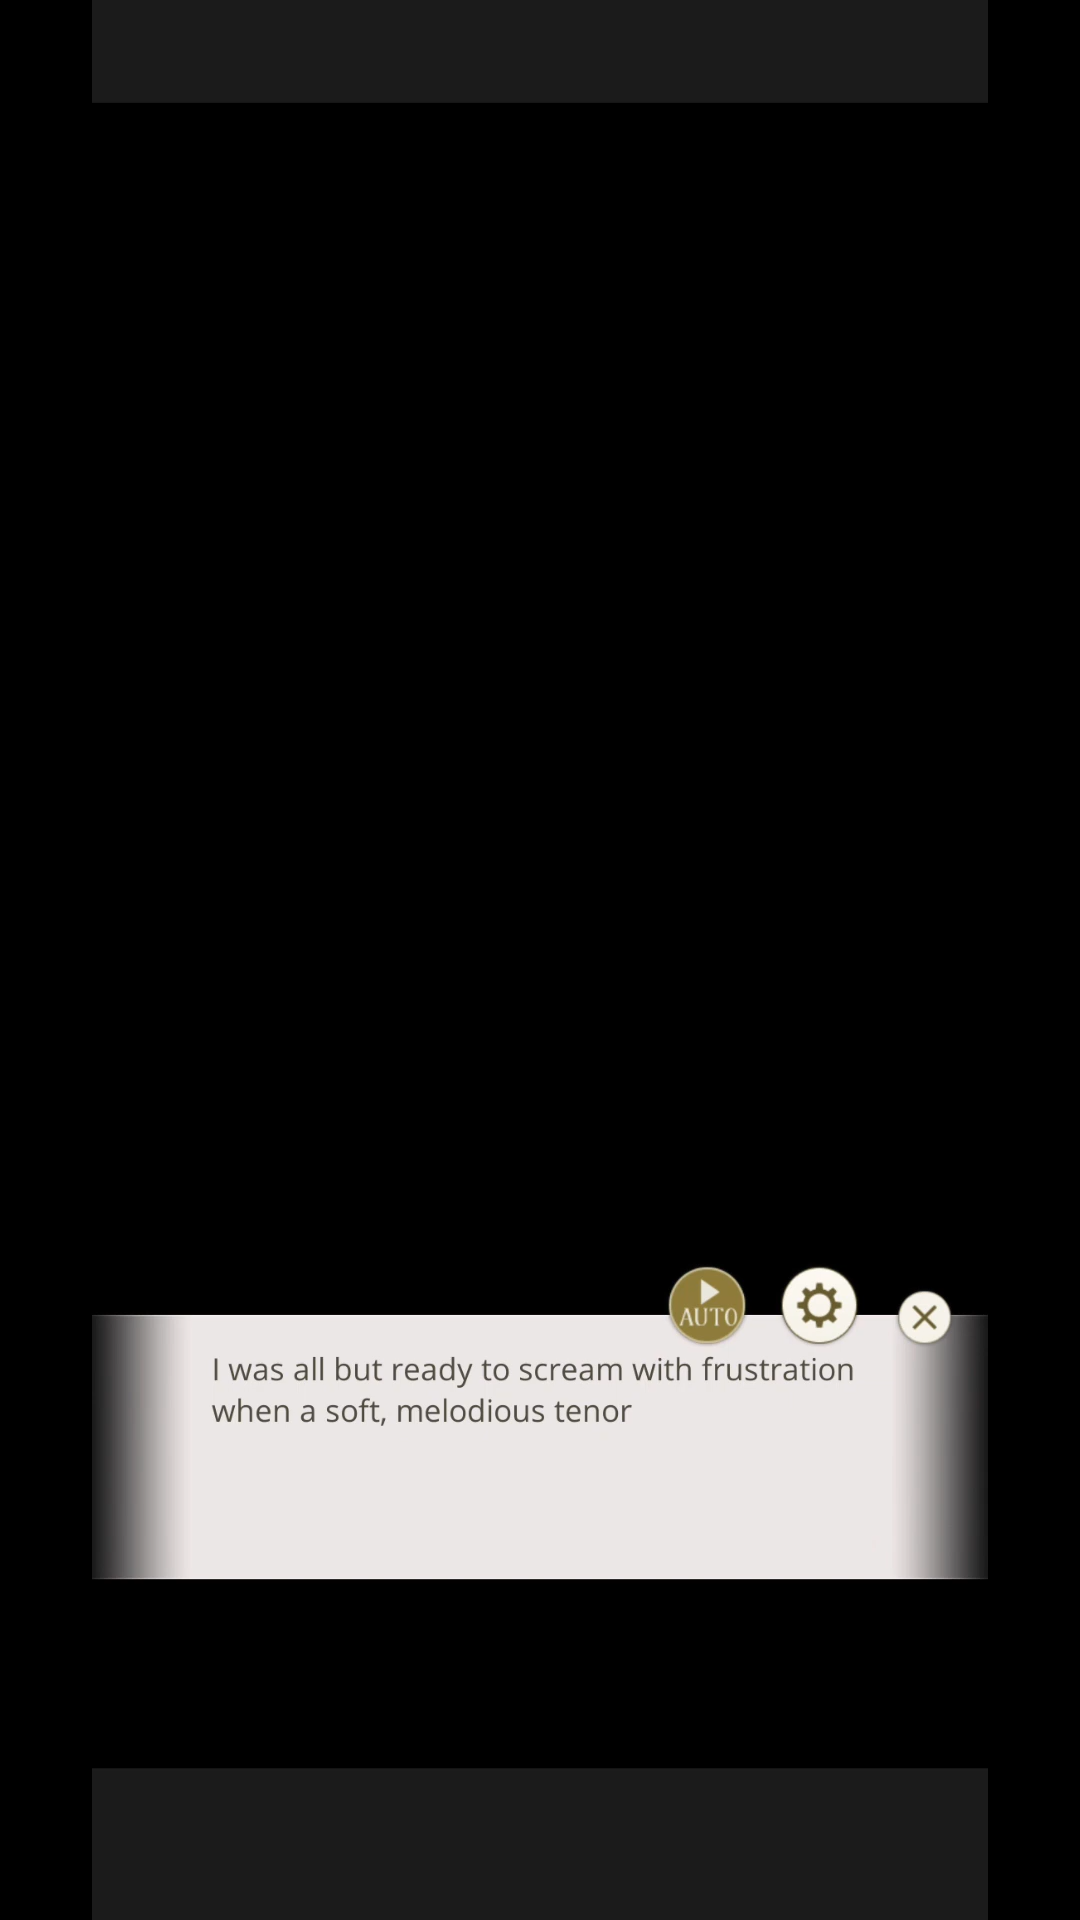 AUTO
I was all but ready to scream with frustration
when a soft, melodious tenor